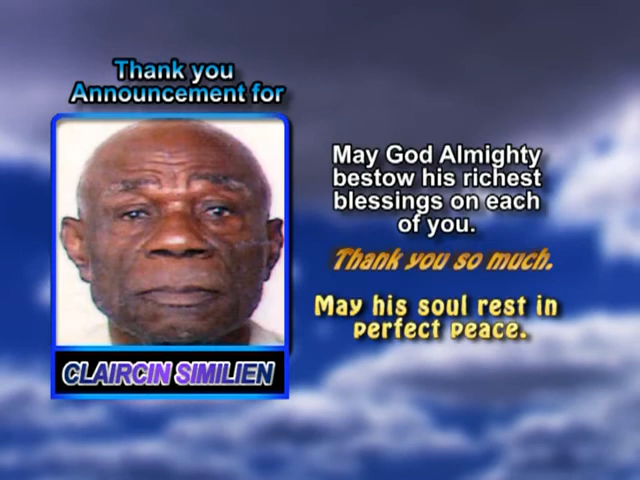 Thank you
Announcement for
CLAIRCIN SIMILIEN
May God Almighty
bestow his richest
blessings on each
of you.
Thank you so much.
May his soul rest in
perfect peace.